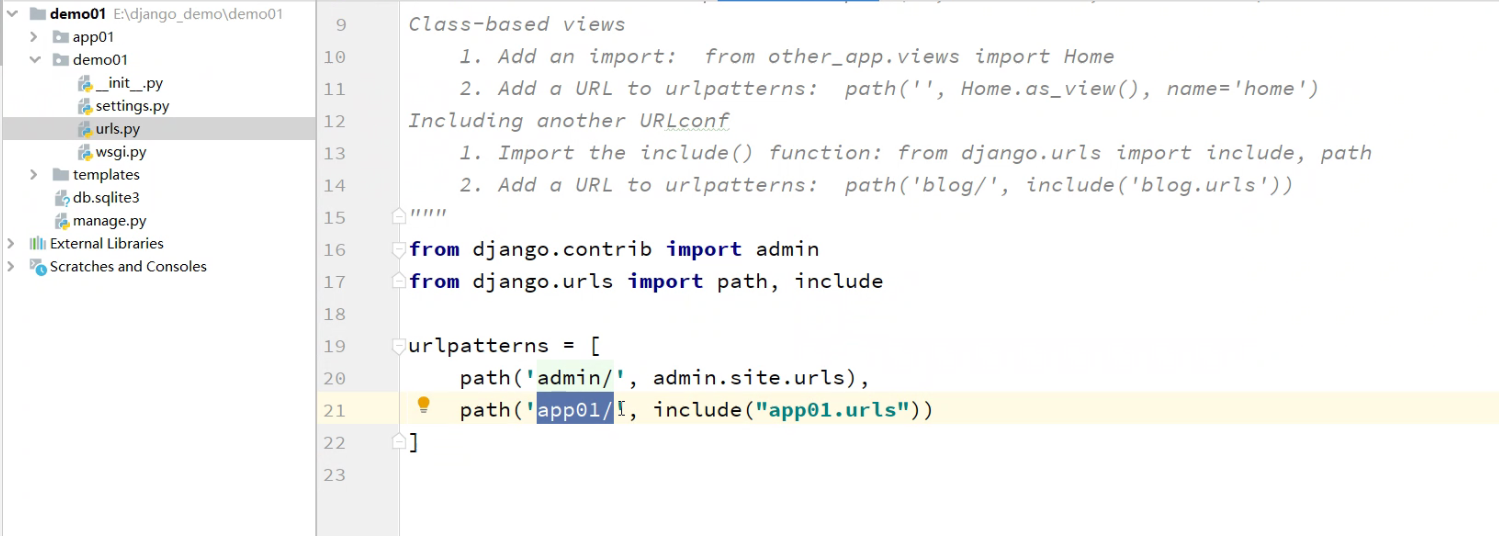 demo01 E:\django_demo\demo01
app01
demo01
__init__.py
settings.py
urls.py
wsgi.py
templates
db.sqlite3
manage.py
External Libraries
Scratches and Consoles
9 Class-based views
10 1. Add an import:  from other_app.views import Home
11 2. Add a URL to urlpatterns:  path('', Home.as_view(), name='home')
12 Including another URLconf
13 1. Import the include() function: from django.urls import include, path
14 2. Add a URL to urlpatterns:  path('blog/', include('blog.urls'))
15 """
16 from django.contrib import admin
17 from django.urls import path, include
18
19 urlpatterns = [
20 path('admin/', admin.site.urls),
21 path('app01/', include("app01.urls"))
22 ]
23